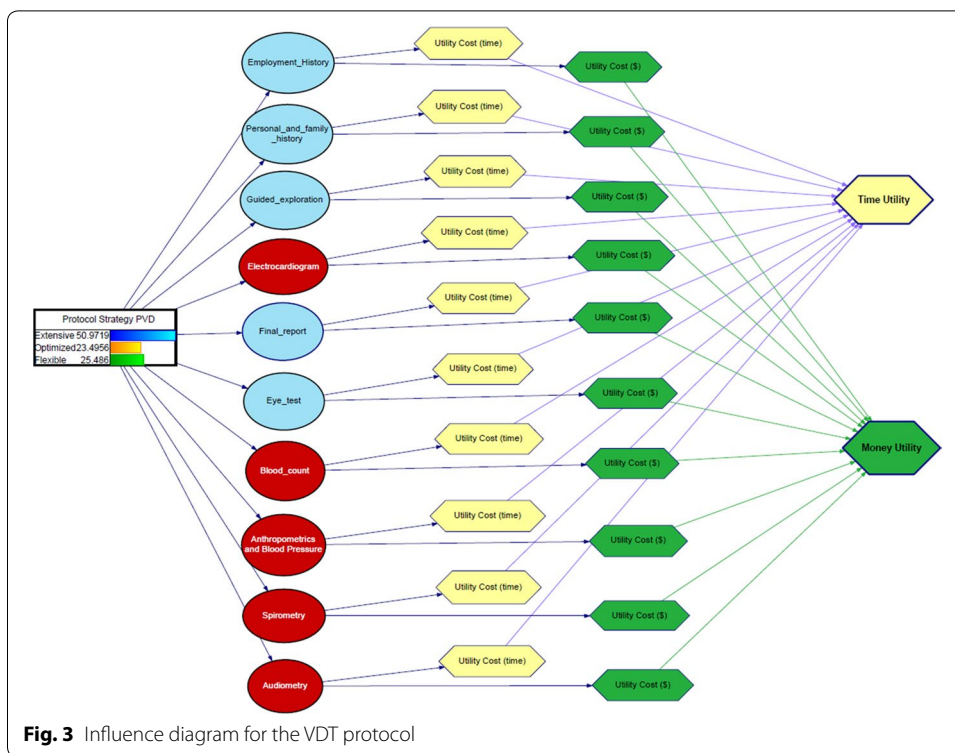 Employment_History
Utility Cost (time)
Utility Cost ($)
Personal_and_family
_history
Utility Cost (time)
Utility Cost ($)
Guided_exploration
Utility Cost (time)
Utility Cost ($)
Time Utility
Electrocardiogram
Utility Cost (time)
Utility Cost ($)
Protocol Strategy PVD
Extensive 50.9719
Optimized 23.4956
Flexible 25.486
Final_report
Utility Cost (time)
Utility Cost ($)
Eye_test
Utility Cost (time)
Utility Cost ($)
Money Utility
Blood_count
Utility Cost (time)
Utility Cost ($)
Anthropometrics
and Blood Pressure
Utility Cost (time)
Utility Cost ($)
Spirometry
Utility Cost (time)
Utility Cost ($)
Audiometry
Utility Cost (time)
Utility Cost ($)
Fig. 3 Influence diagram for the VDT protocol